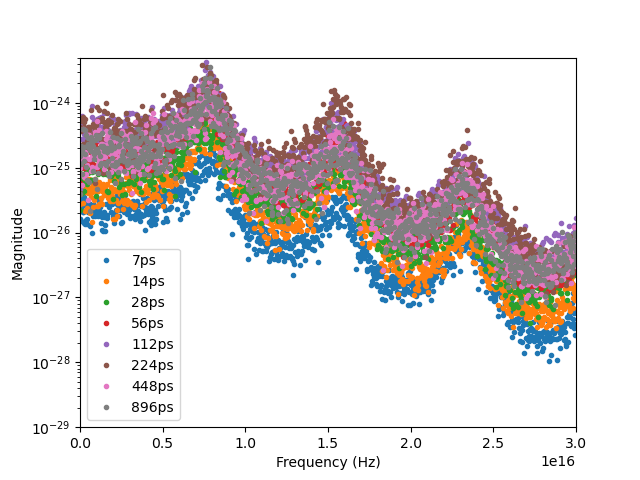 10⁻²⁴
10⁻²⁵
10⁻²⁶
10⁻²⁷
10⁻²⁸
10⁻²⁹
Magnitude
7ps
14ps
28ps
56ps
112ps
224ps
448ps
896ps
0.0 0.5 1.0 1.5 2.0 2.5 3.0
Frequency (Hz)
1e16